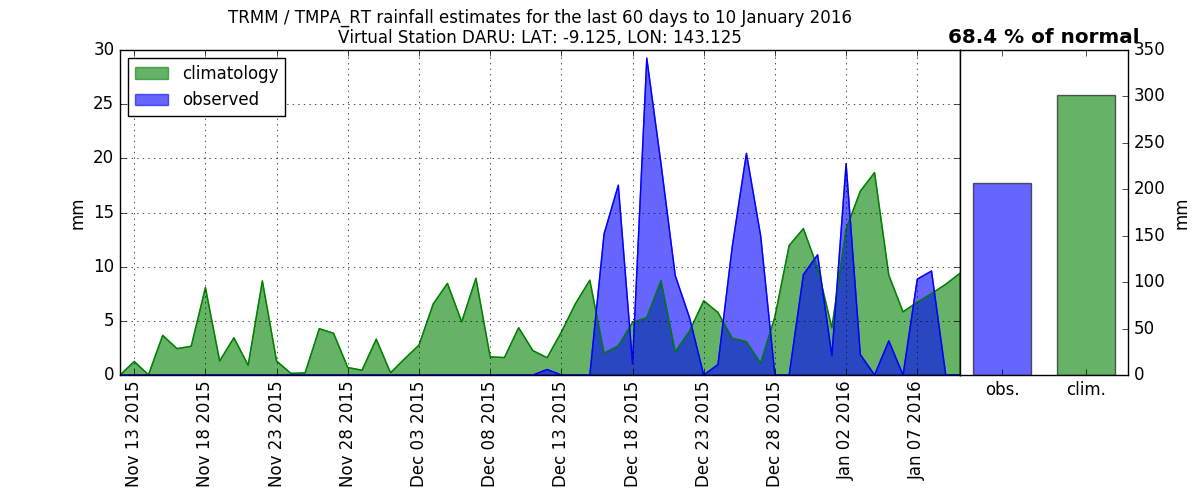 TRMM / TMPA_RT rainfall estimates for the last 60 days to 10 January 2016
Virtual Station DARU: LAT: -9.125, LON: 143.125
68.4 % of normal
climatology
observed
mm
30
25
20
15
10
5
0
Nov 13 2015
Nov 18 2015
Nov 23 2015
Nov 28 2015
Dec 03 2015
Dec 08 2015
Dec 13 2015
Dec 18 2015
Dec 23 2015
Dec 28 2015
Jan 02 2016
Jan 07 2016
obs.
clim.
350
300
250
200
150
100
50
0
mm